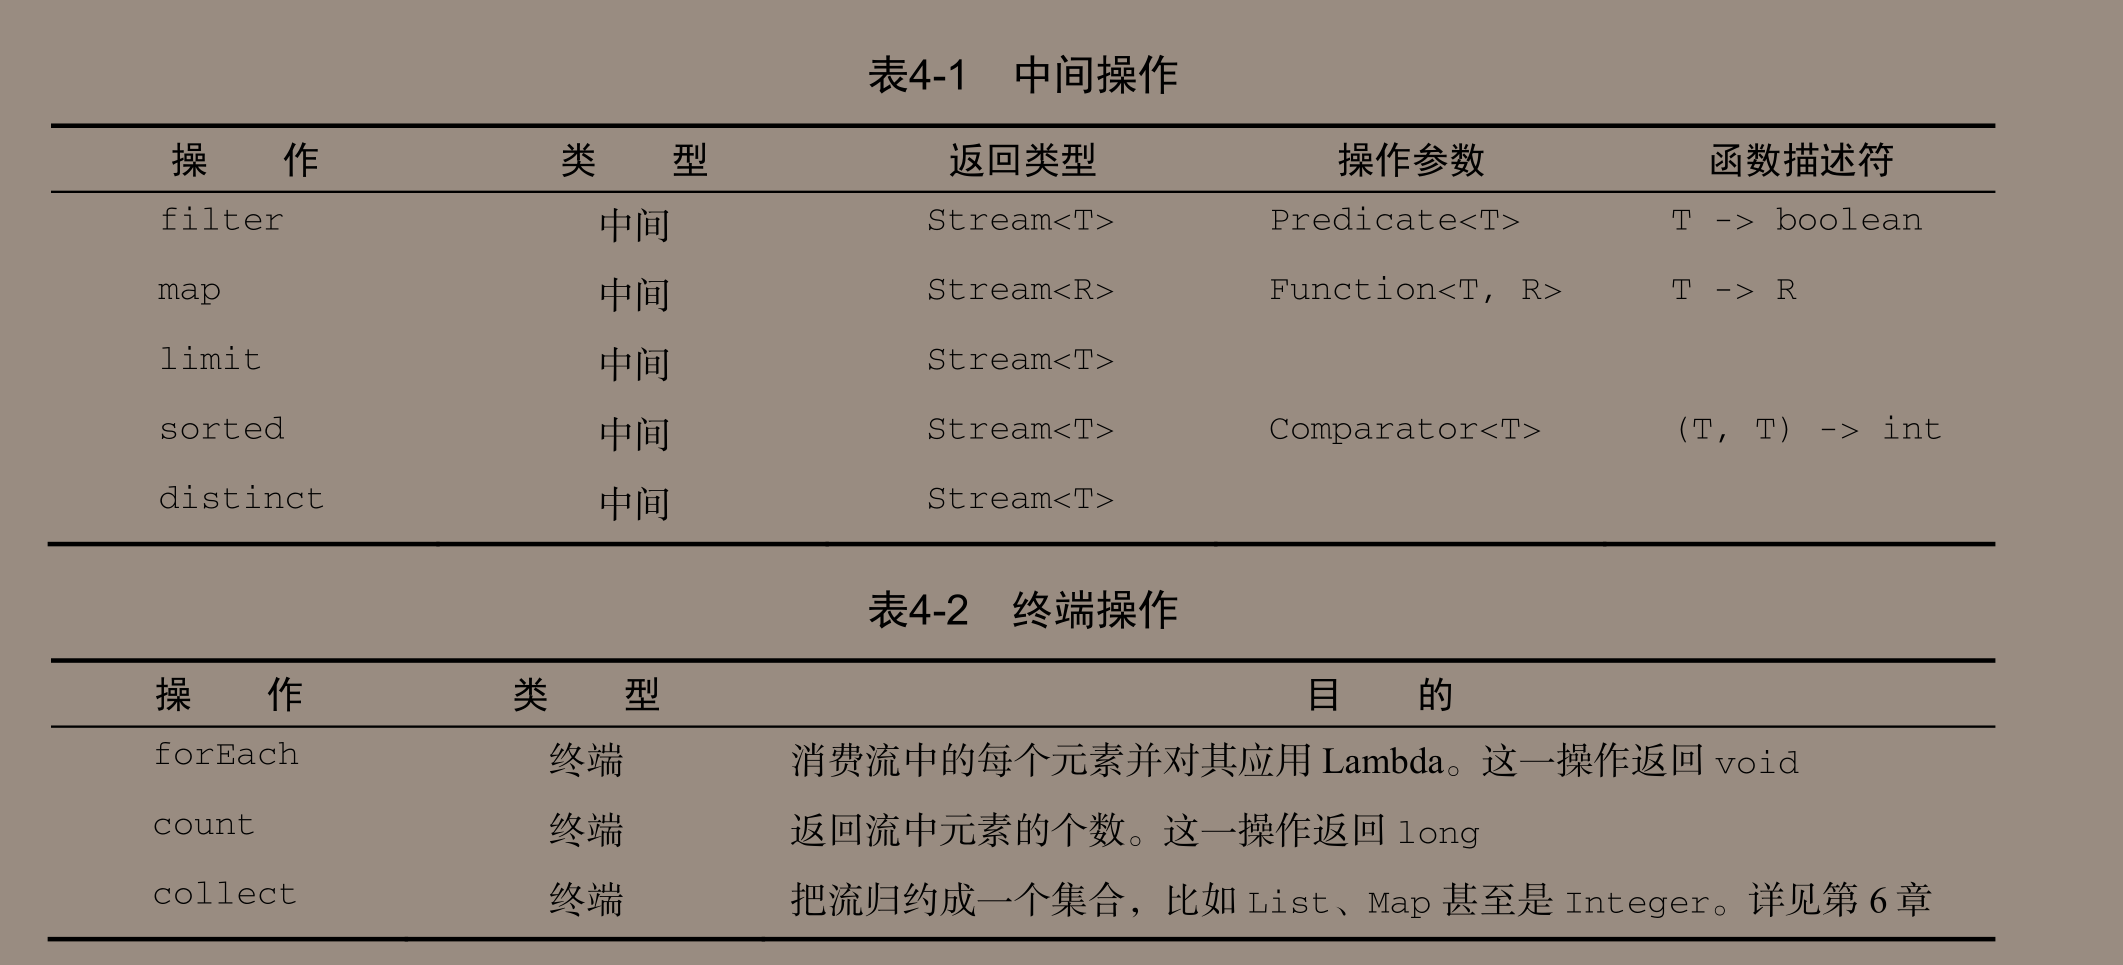 表4-1 中间操作
操 作 类 型 返回类型 操作参数 函数描述符
filter 中间 Stream<T> Predicate<T> T -> boolean
map 中间 Stream<R> Function<T, R> T -> R
limit 中间 Stream<T>
sorted 中间 Stream<T> Comparator<T> (T, T) -> int
distinct 中间 Stream<T>
表4-2 终端操作
操 作 类 型 目 的
forEach 终端 消费流中的每个元素并对其应用 Lambda。这一操作返回 void
count 终端 返回流中元素的个数。这一操作返回 long
collect 终端 把流归约成一个集合，比如 List、Map 甚至是 Integer。详见第 6 章